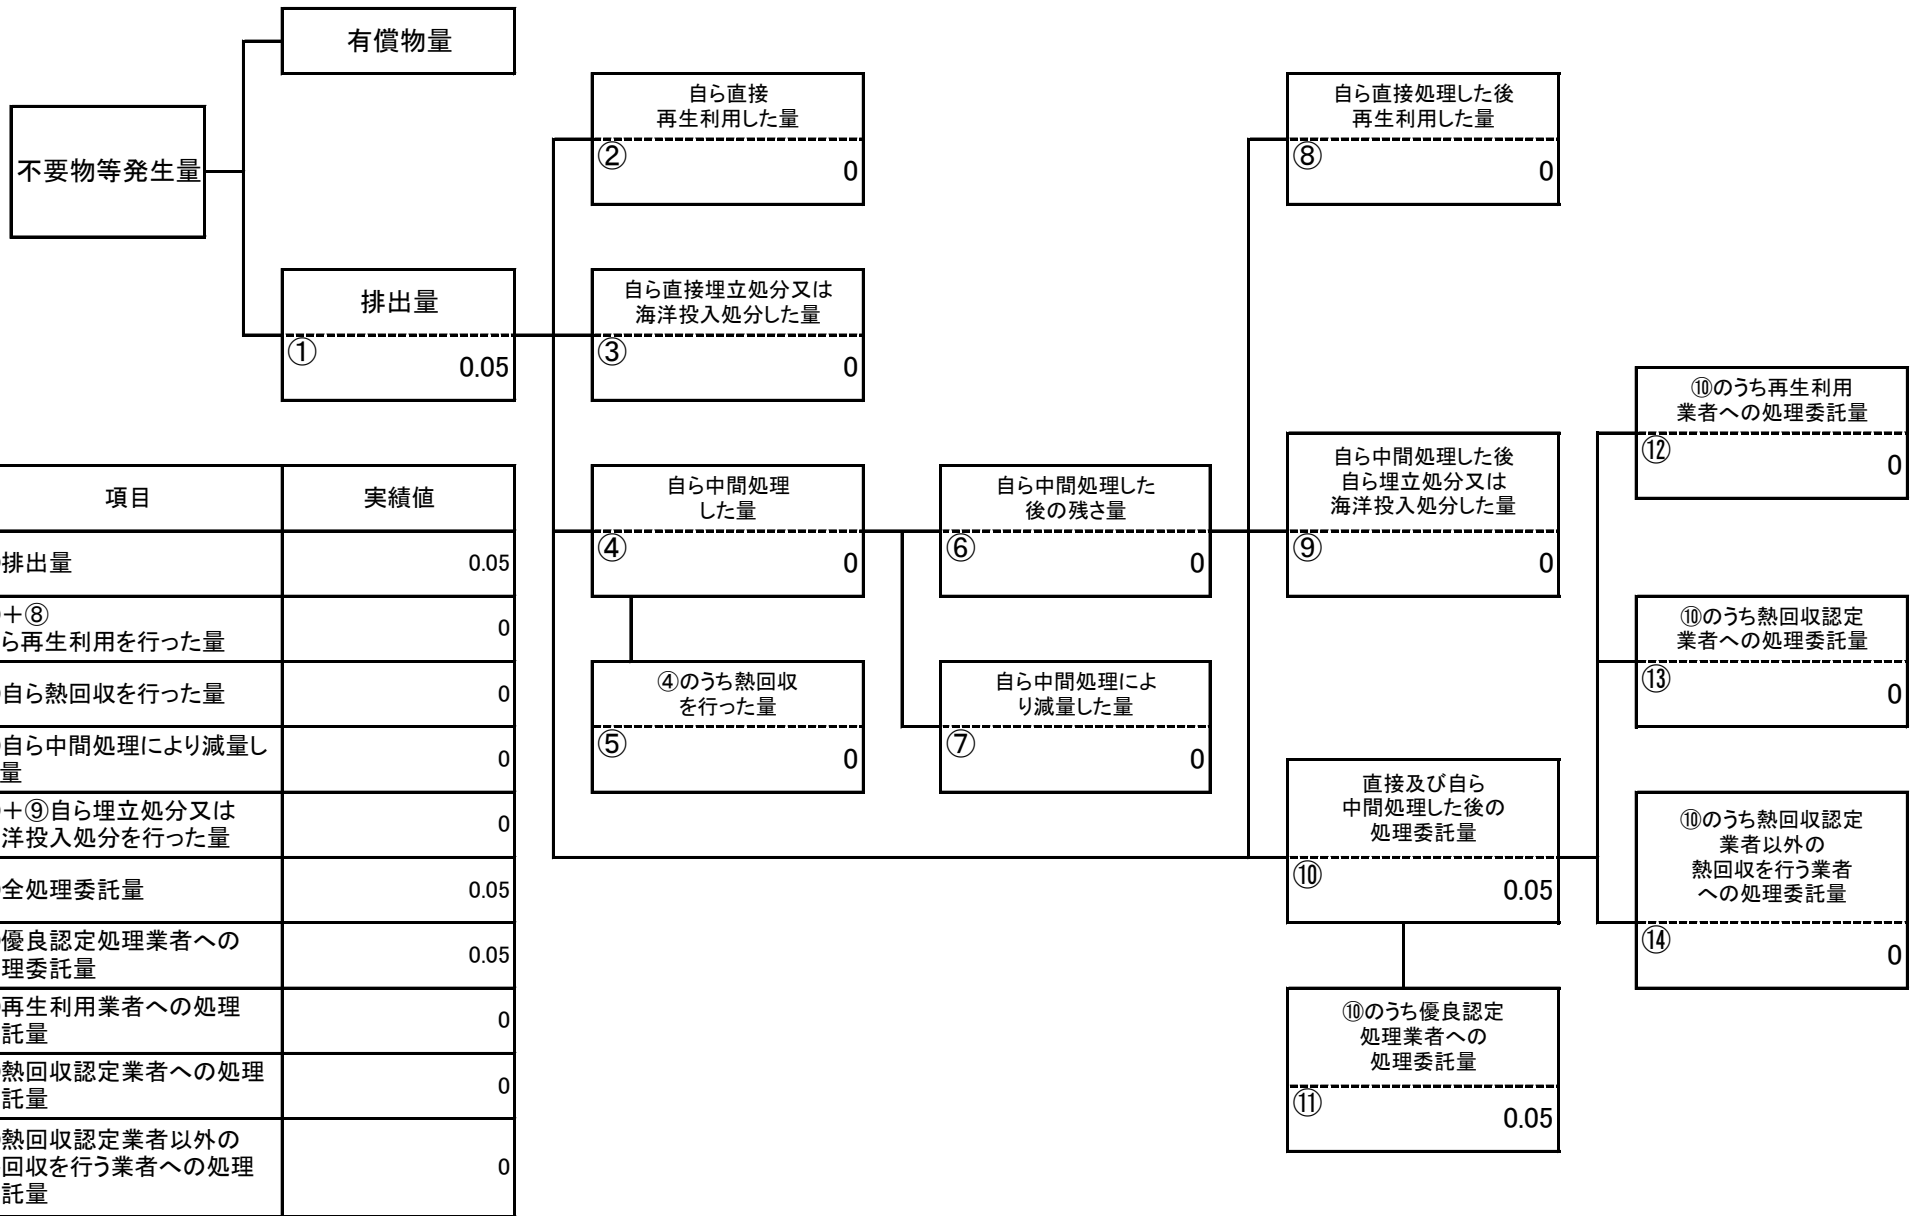 有償物量
不要物等発生量
排出量
①
0.05
自ら直接
再生利用した量
②
0
自ら直接埋立処分又は
海洋投入処分した量
③
0
自ら中間処理
した量
④
0
④のうち熱回収
を行った量
⑤
0
自ら中間処理した
後の残さ量
⑥
0
自ら中間処理によ
り減量した量
⑦
0
自ら直接処理した後
再生利用した量
⑧
0
自ら中間処理した後
自ら埋立処分又は
海洋投入処分した量
⑨
0
直接及び自ら
中間処理した後の
処理委託量
⑩
0.05
⑩のうち優良認定
処理業者への
処理委託量
⑪
0.05
⑩のうち再生利用
業者への処理委託量
⑫
0
⑩のうち熱回収認定
業者への処理委託量
⑬
0
⑩のうち熱回収認定
業者以外の
熱回収を行う業者
への処理委託量
⑭
0
項目 実績値
排出量 0.05
+⑧
ら再生利用を行った量 0
自ら熱回収を行った量 0
自ら中間処理により減量し
量 0
+⑨自ら埋立処分又は
洋投入処分を行った量 0
全処理委託量 0.05
優良認定処理業者への
理委託量 0.05
再生利用業者への処理
託量 0
熱回収認定業者への処理
託量 0
熱回収認定業者以外の
回収を行う業者への処理
託量 0